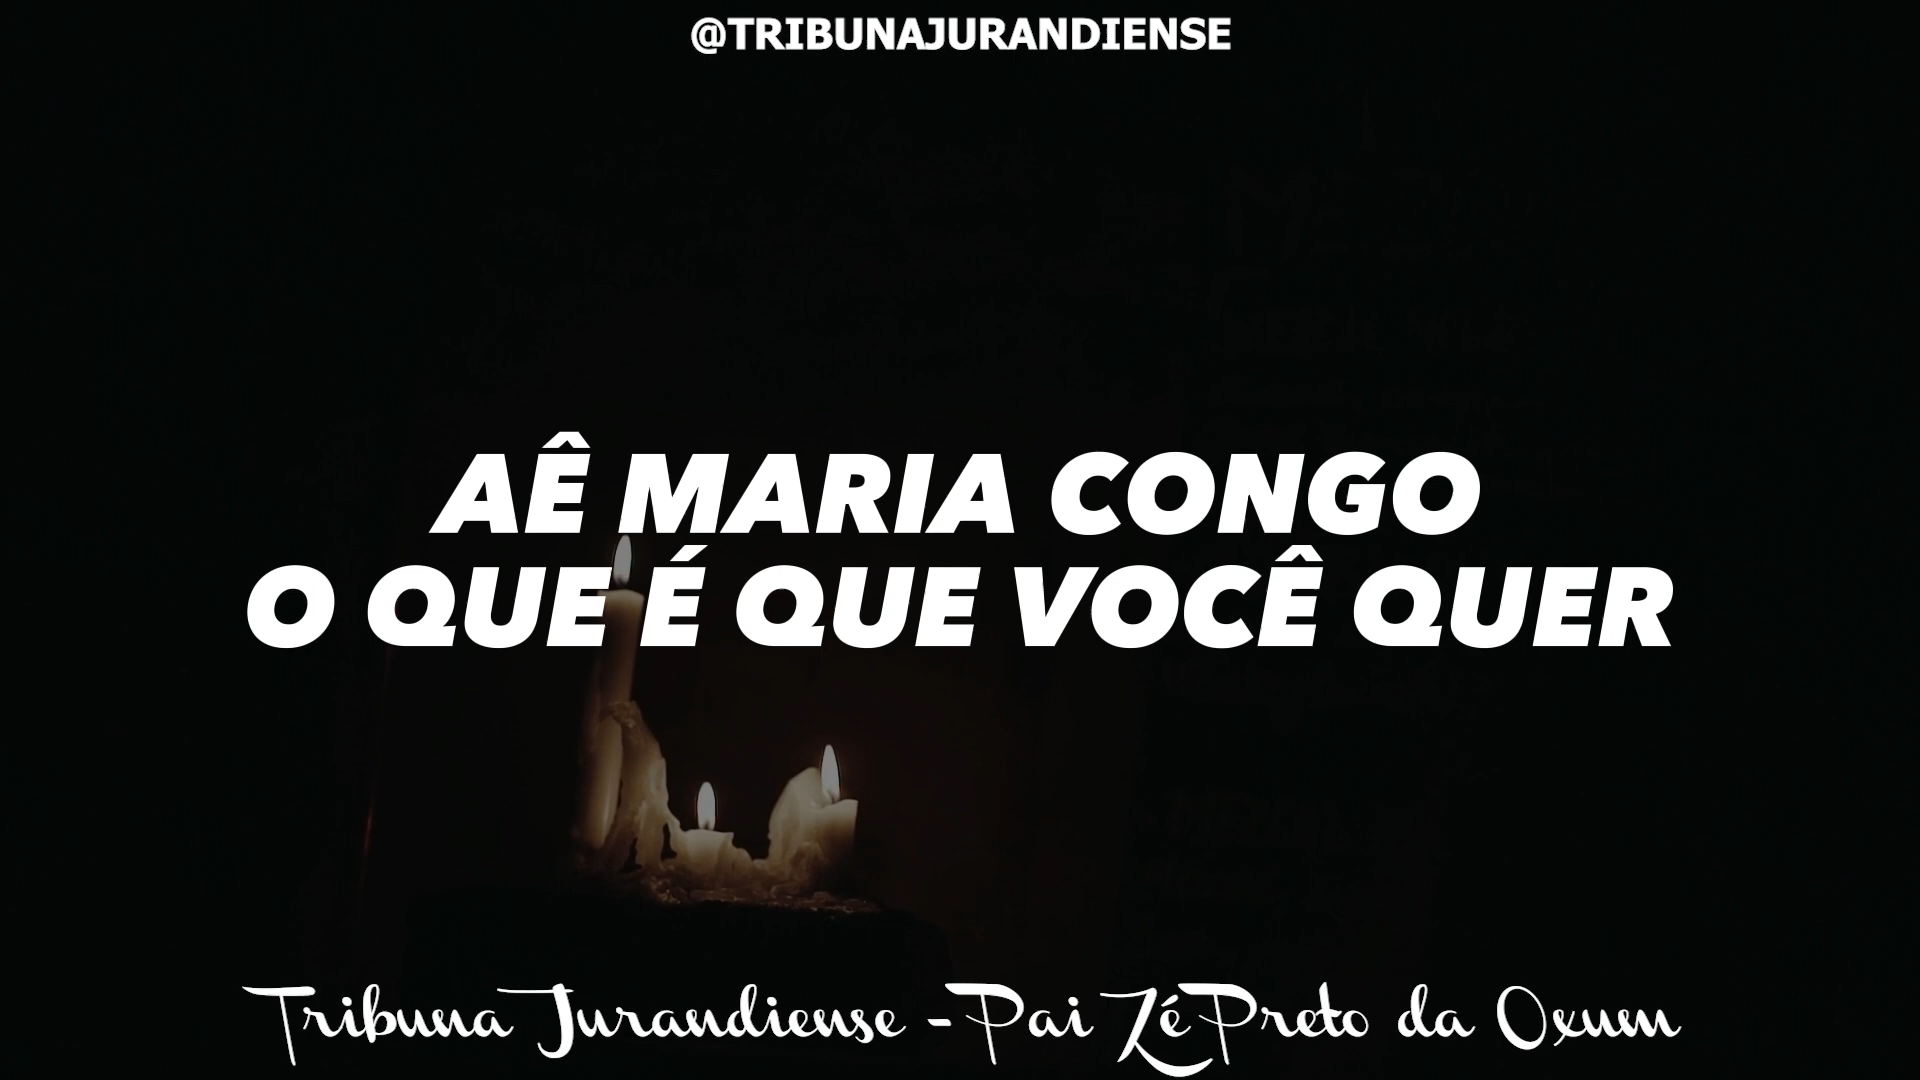 @TRIBUNAJURANDIENSE
AÊ MARIA CONGO
O QUE É QUE VOCÊ QUER
Tribuna Jurandiense - Pai Zé Preto da Oxum